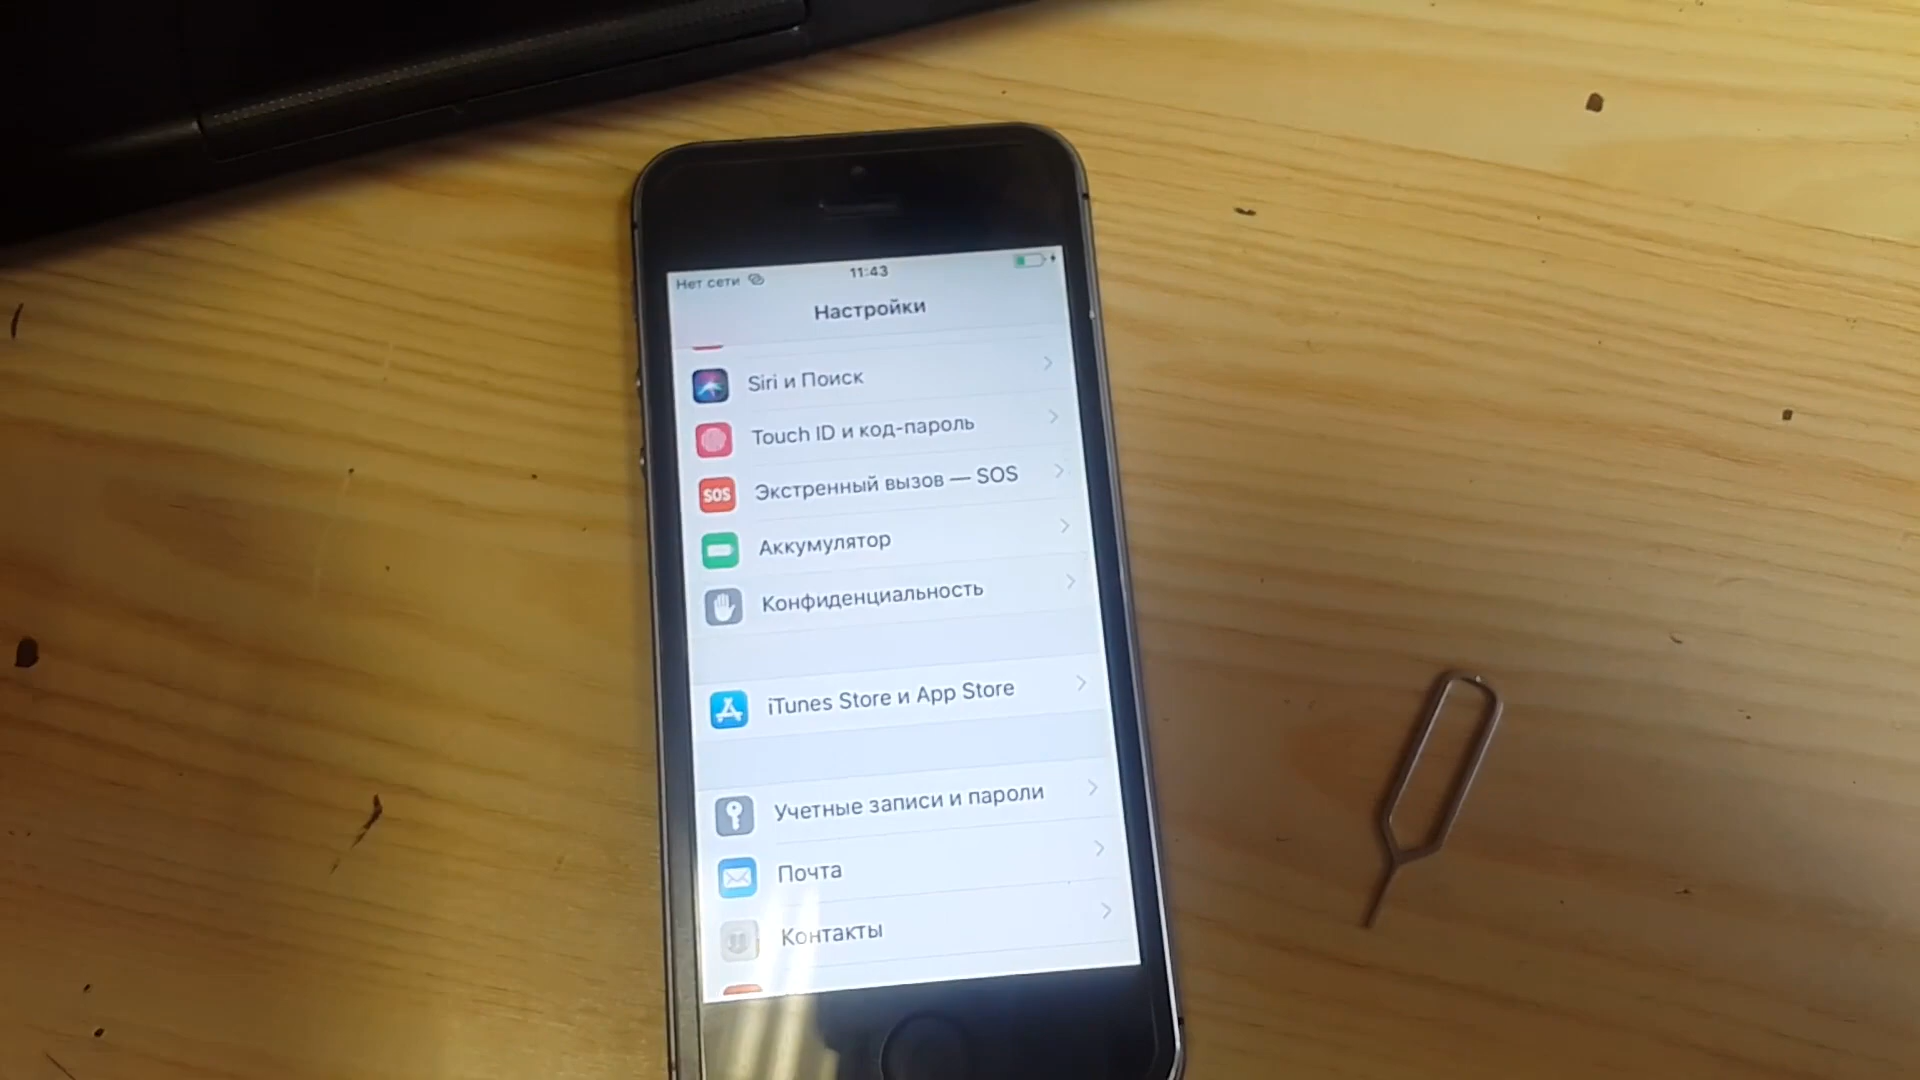 Нет сети 11:43
Настройки
Siri и Поиск
Touch ID и код-пароль
SOS Экстренный вызов — SOS
Аккумулятор
Конфиденциальность
iTunes Store и App Store
Учетные записи и пароли
Почта
Контакты